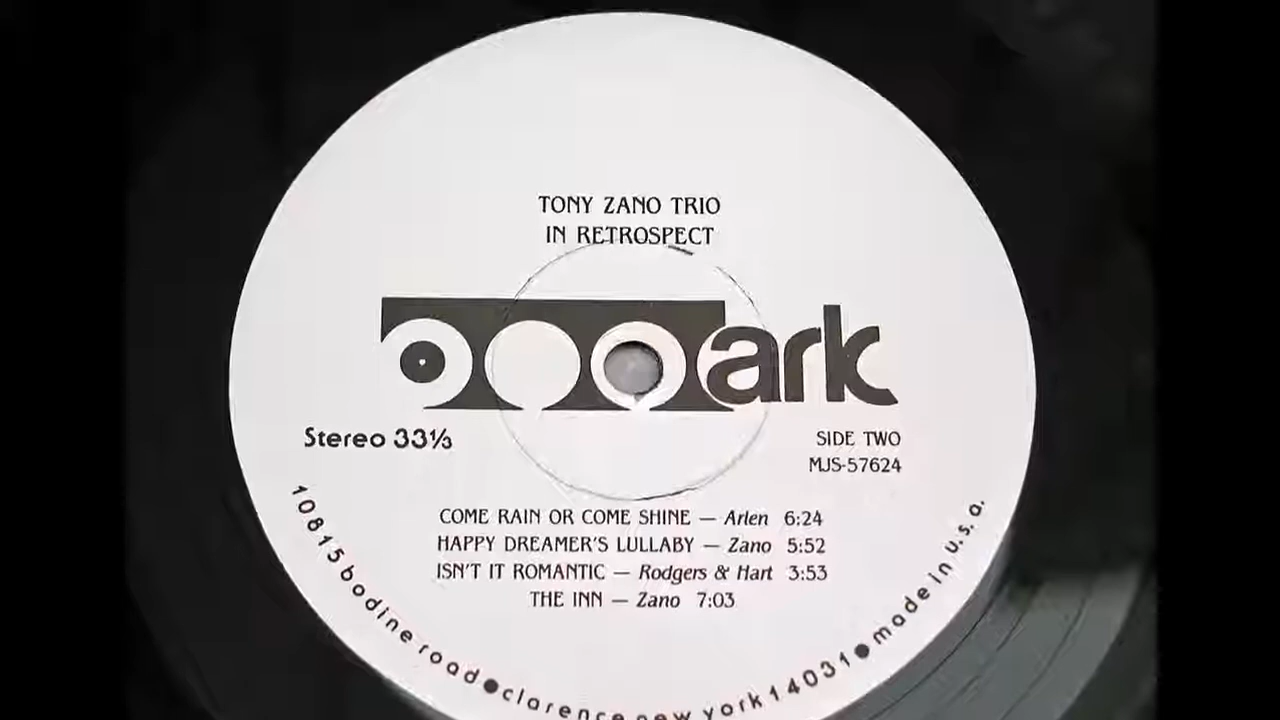 TONY ZANO TRIO
IN RETROSPECT
mark
Stereo 33⅓
SIDE TWO
MJS-57624
COME RAIN OR COME SHINE — Arlen 6:24
HAPPY DREAMER'S LULLABY — Zano 5:52
ISN'T IT ROMANTIC — Rodgers & Hart 3:53
THE INN — Zano 7:03
10815 bodine road●clarence, new york 14031●made in u.s.a.